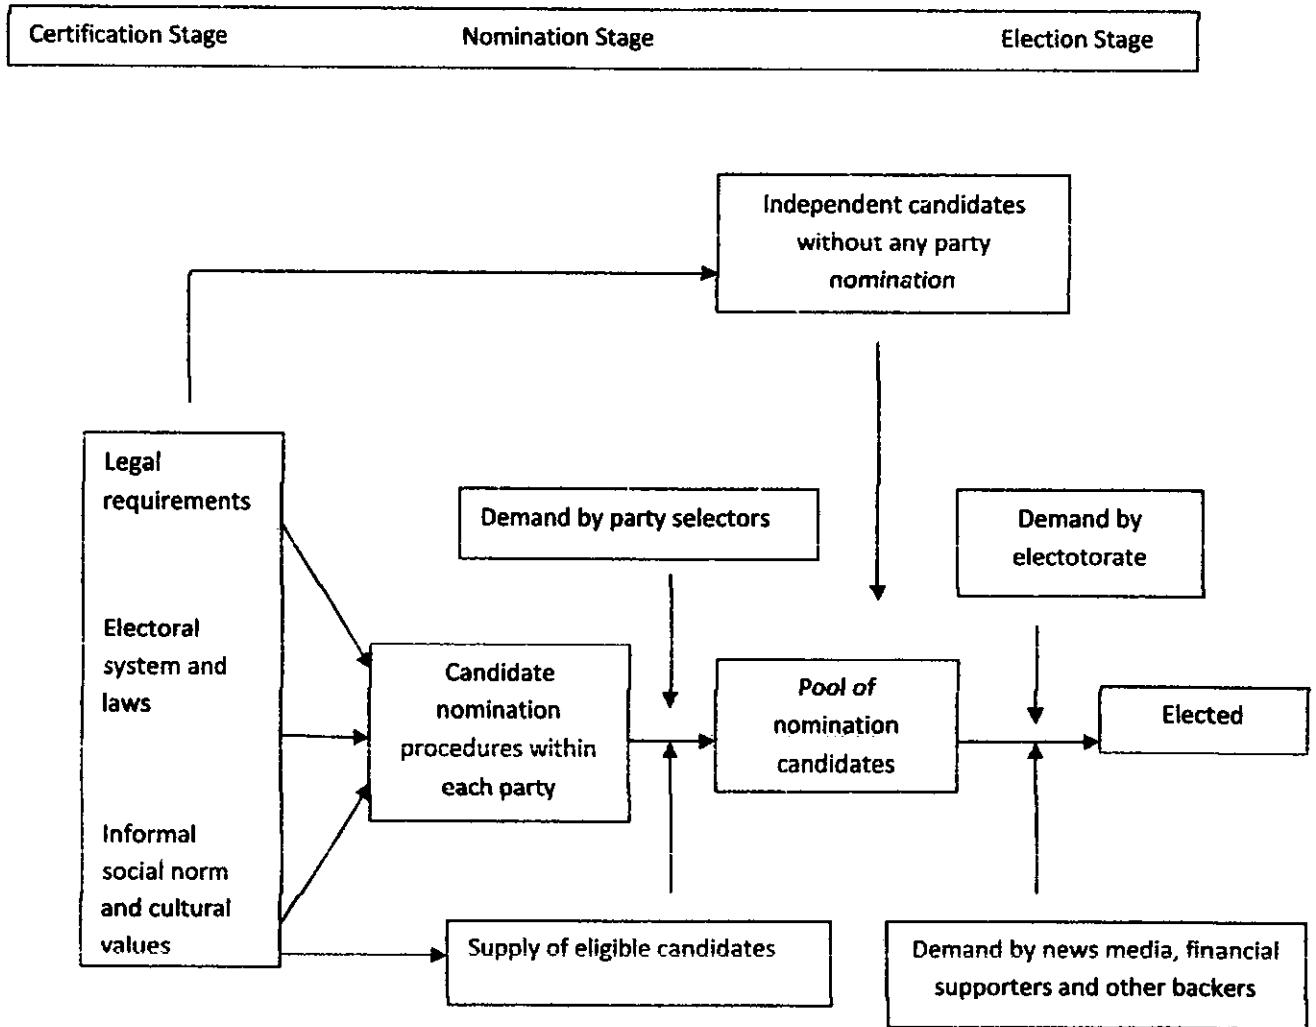 Certification Stage Nomination Stage Election Stage
Independent candidates
without any party
nomination
Legal
requirements
Electoral
system and
laws
Informal
social norm
and cultural
values
Demand by party selectors
Demand by
electotorate
Candidate
nomination
procedures within
each party
Pool of
nomination
candidates
Elected
Supply of eligible candidates
Demand by news media, financial
supporters and other backers